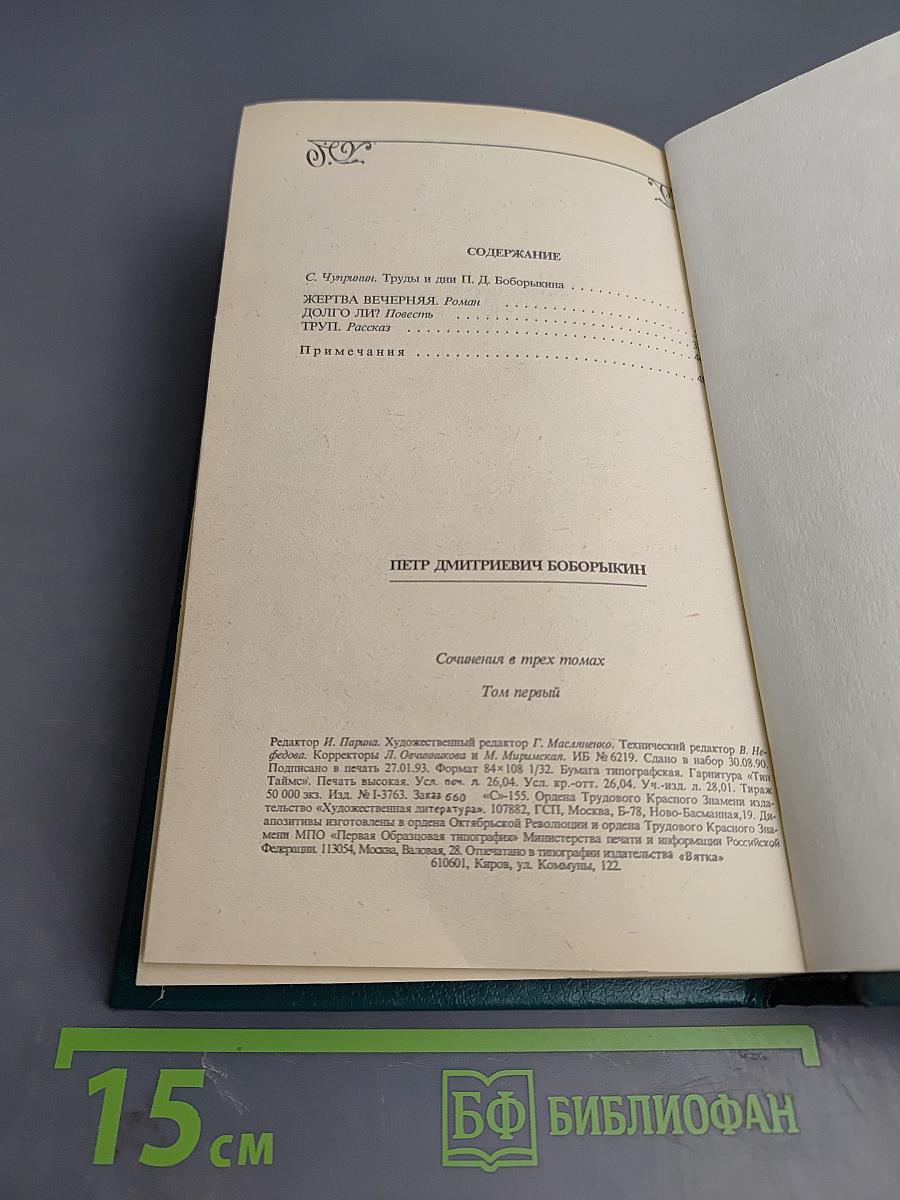 СОДЕРЖАНИЕ
С. Чупринин. Труды и дни П. Д. Боборыкина
ЖЕРТВА ВЕЧЕРНЯЯ. Роман
ДОЛГО ЛИ? Повесть
ТРУП. Рассказ
Примечания
ПЕТР ДМИТРИЕВИЧ БОБОРЫКИН
Сочинения в трех томах
Том первый
Редактор И. Парина. Художественный редактор Г. Масляненко. Технический редактор В. Не-
федова. Корректоры Л. Овчинникова и М. Миримская. ИБ № 6219. Сдано в набор 30.08.90.
Подписано в печать 27.01.93. Формат 84×108 1/32. Бумага типографская. Гарнитура «Тип
Таймс». Печать высокая. Усл. печ. л. 26,04. Усл. кр.-отт. 26,04. Уч.-изд. л. 28,01. Тираж
50 000 экз. Изд. № I-3763. Заказ 660 «С»-155. Ордена Трудового Красного Знамени изда-
тельство «Художественная литература». 107882, ГСП, Москва, Б-78, Ново-Басманная,19. Ди-
апозитивы изготовлены в ордена Октябрьской Революции и ордена Трудового Красного Зна-
мени МПО «Первая Образцовая типография» Министерства печати и информации Российской
Федерации. 113054, Москва, Валовая, 28. Отпечатано в типографии издательства «Вятка»
610601, Киров, ул. Коммуны, 122.
15 см
БФ БИБЛИОФАН